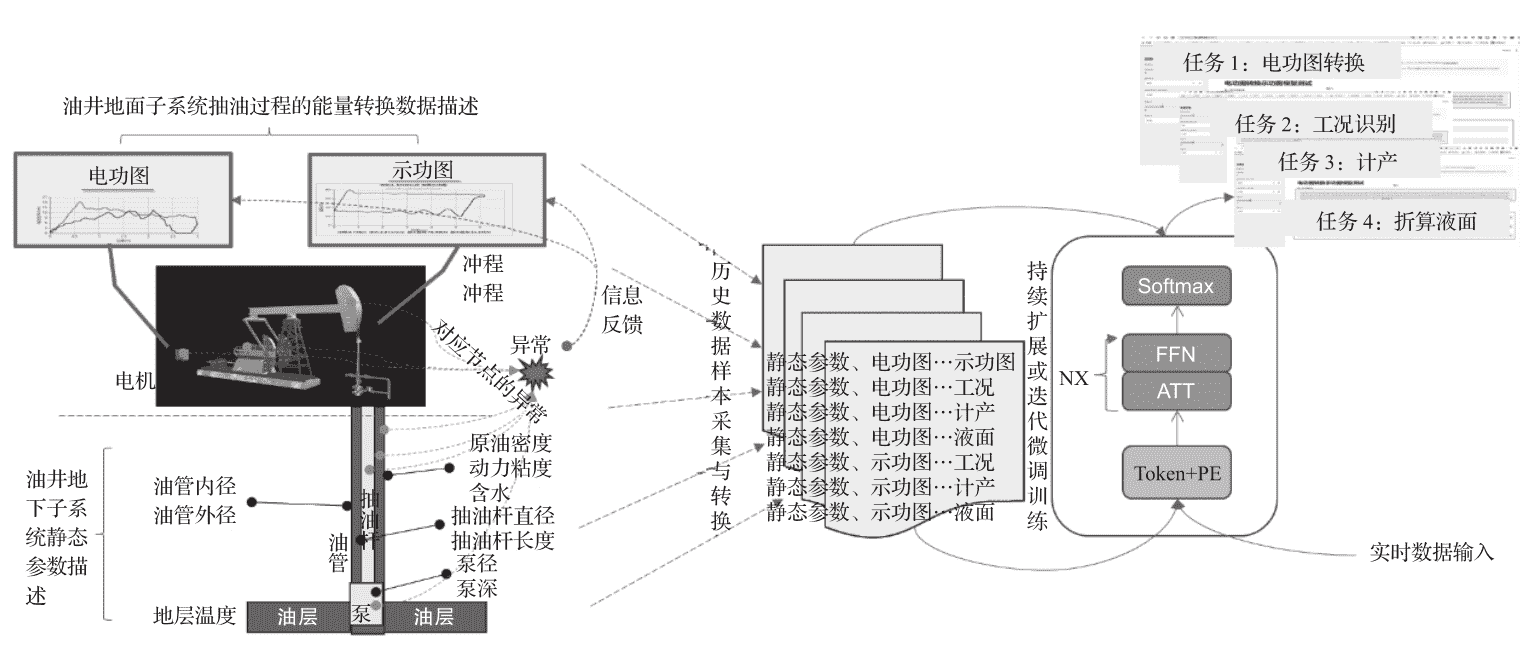 油井地面子系统抽油过程的能量转换数据描述
电功图
示功图
冲程
冲程
信息
反馈
异常
对应节点的异常
电机
原油密度
动力粘度
含水
抽油杆直径
抽油杆长度
泵径
泵深
油管内径
油管外径
抽油杆
油管
油井地
下子系
统静态
参数描
述
地层温度
油层
泵
油层
历史数据样本采集与转换
静态参数、电功图…示功图
静态参数、电功图…工况
静态参数、电功图…计产
静态参数、电功图…液面
静态参数、示功图…工况
静态参数、示功图…计产
静态参数、示功图…液面
持续扩展或迭代微调训练
Softmax
FFN
ATT
NX
Token+PE
实时数据输入
任务1：电功图转换
任务2：工况识别
任务3：计产
任务4：折算液面